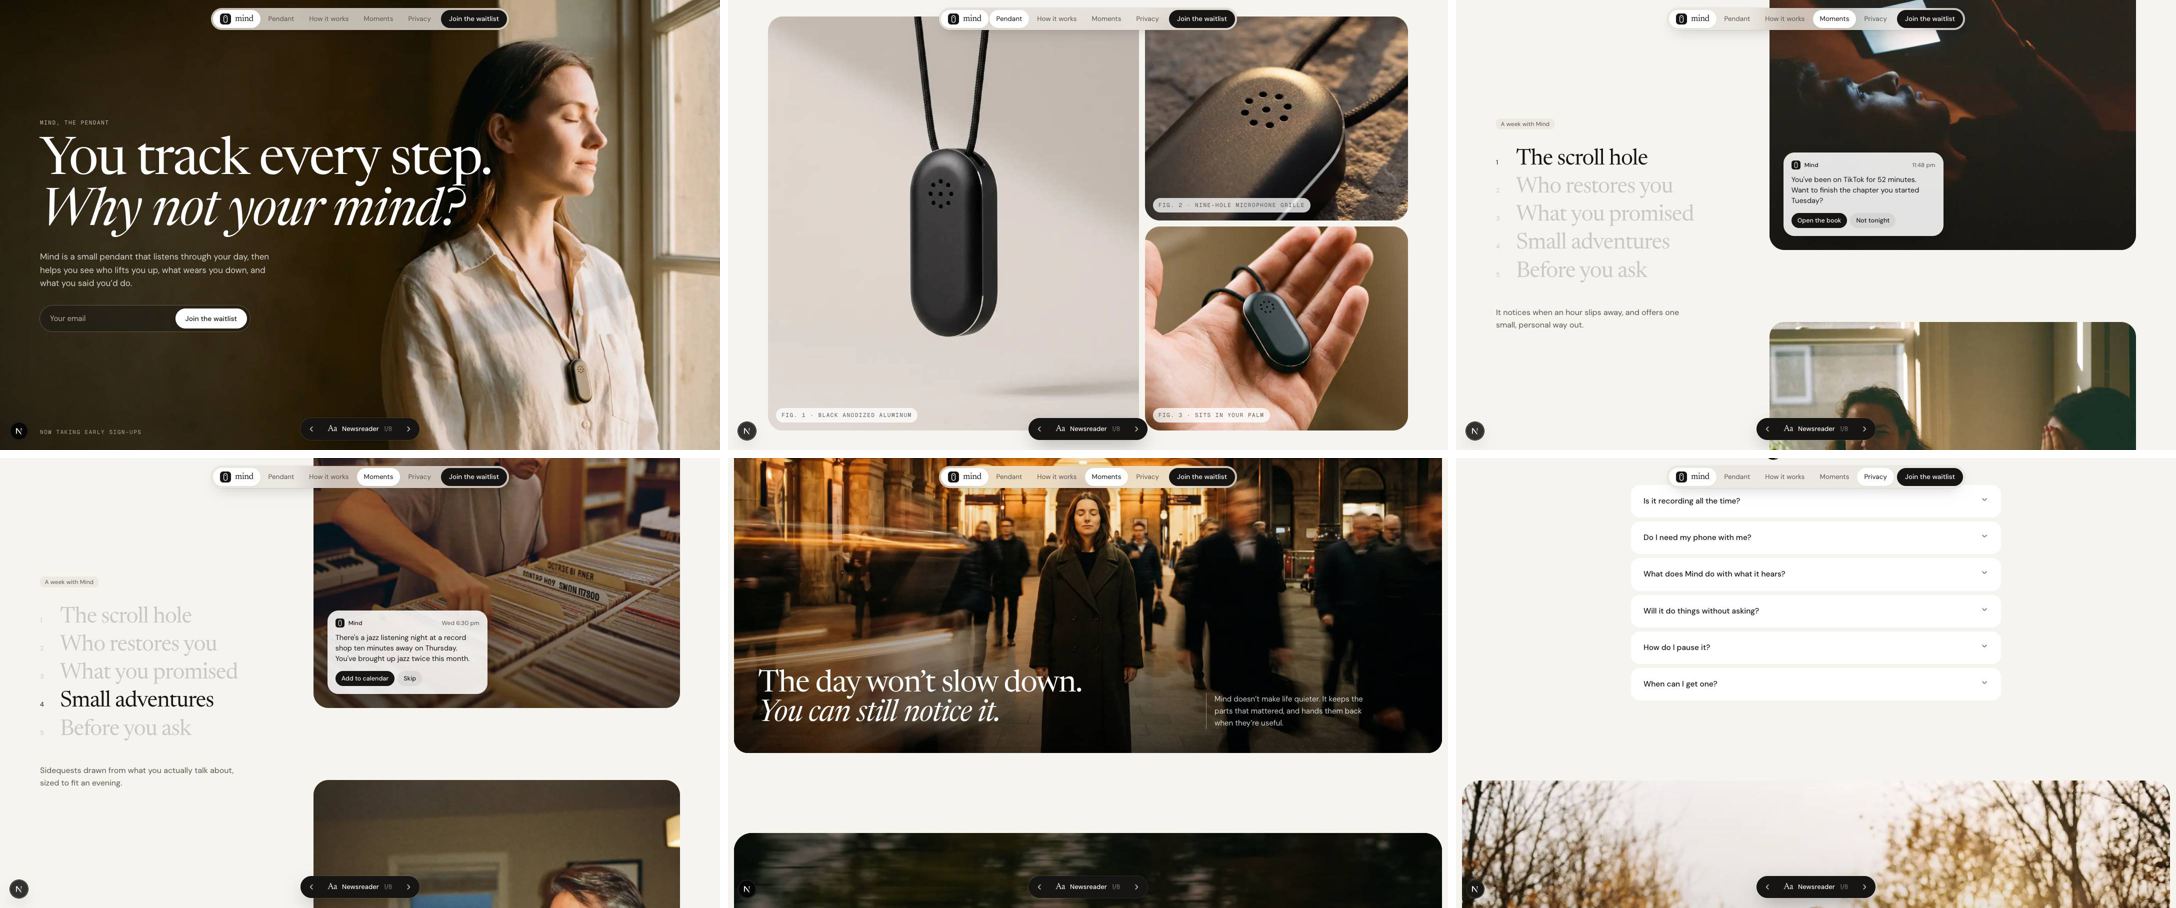 mind Pendant How it works Moments Privacy Join the waitlist
MIND, THE PENDANT
You track every step.
Why not your mind?
Mind is a small pendant that listens through your day, then
helps you see who lifts you up, what wears you down, and
what you said you'd do.
Your email Join the waitlist
N NOW TAKING EARLY SIGN-UPS
Aa Newsreader 1/8
mind Pendant How it works Moments Privacy Join the waitlist
FIG. 2 · NINE-HOLE MICROPHONE GRILLE
FIG. 1 · BLACK ANODIZED ALUMINUM
FIG. 3 · SITS IN YOUR PALM
N
Aa Newsreader 1/8
mind Pendant How it works Moments Privacy Join the waitlist
A week with Mind
1 The scroll hole
2 Who restores you
3 What you promised
4 Small adventures
5 Before you ask
It notices when an hour slips away, and offers one
small, personal way out.
Mind 11:48 pm
You've been on TikTok for 52 minutes.
Want to finish the chapter you started
Tuesday?
Open the book Not tonight
N
Aa Newsreader 1/8
mind Pendant How it works Moments Privacy Join the waitlist
A week with Mind
1 The scroll hole
2 Who restores you
3 What you promised
4 Small adventures
5 Before you ask
Sidequests drawn from what you actually talk about,
sized to fit an evening.
Mind Wed 6:30 pm
There's a jazz listening night at a record
shop ten minutes away on Thursday.
You've brought up jazz twice this month.
Add to calendar Skip
N
Aa Newsreader 1/8
mind Pendant How it works Moments Privacy Join the waitlist
The day won't slow down.
You can still notice it.
Mind doesn't make life quieter. It keeps the
parts that mattered, and hands them back
when they're useful.
N
Aa Newsreader 1/8
mind Pendant How it works Moments Privacy Join the waitlist
Is it recording all the time?
Do I need my phone with me?
What does Mind do with what it hears?
Will it do things without asking?
How do I pause it?
When can I get one?
N
Aa Newsreader 1/8